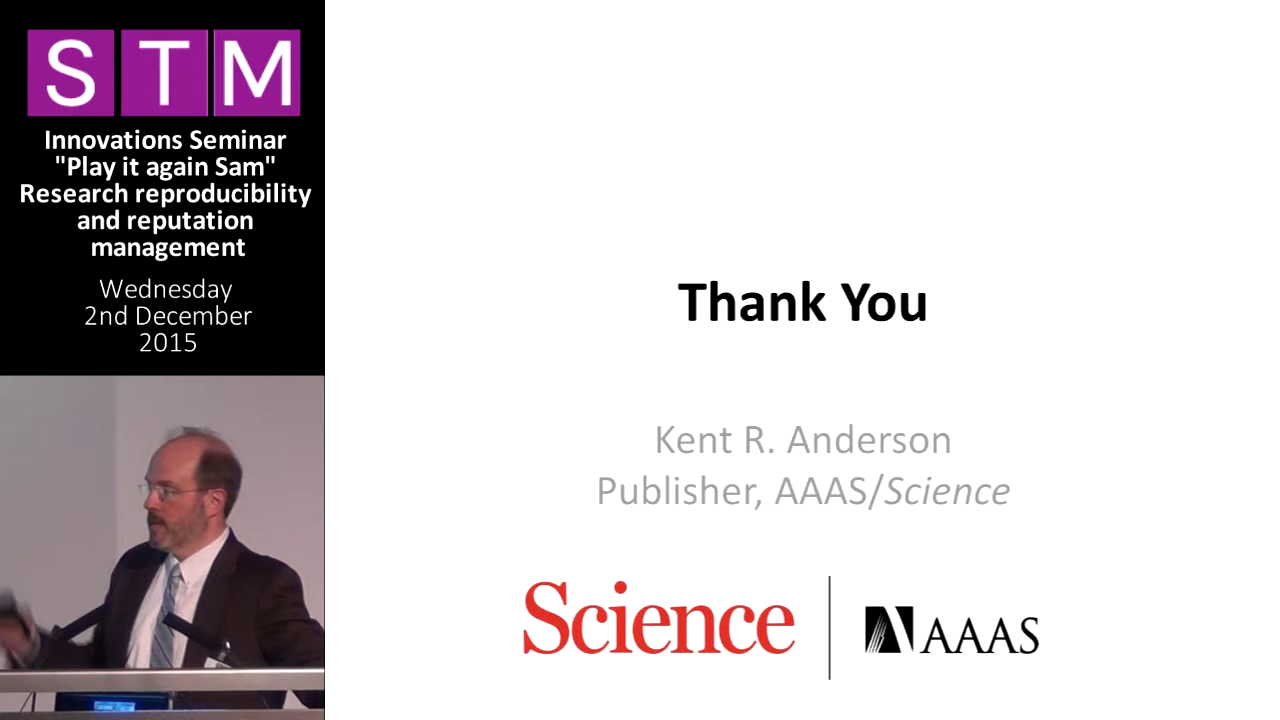 STM
Innovations Seminar
"Play it again Sam"
Research reproducibility
and reputation
management
Wednesday
2nd December
2015
Thank You
Kent R. Anderson
Publisher, AAAS/Science
Science
AAAS